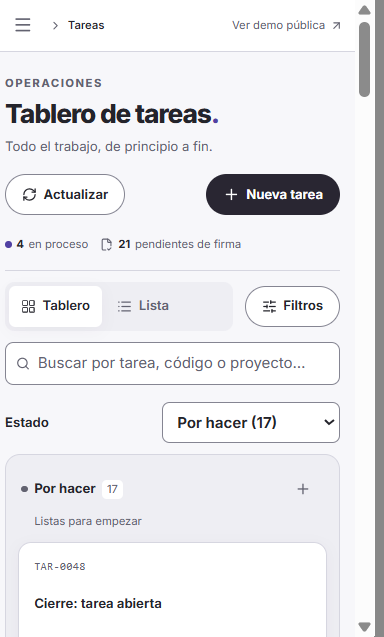 Tareas
Ver demo pública
OPERACIONES
Tablero de tareas.
Todo el trabajo, de principio a fin.
Actualizar
Nueva tarea
4 en proceso 21 pendientes de firma
Tablero Lista Filtros
Buscar por tarea, código o proyecto...
Estado Por hacer (17)
Por hacer 17
Listas para empezar
TAR-0048
Cierre: tarea abierta